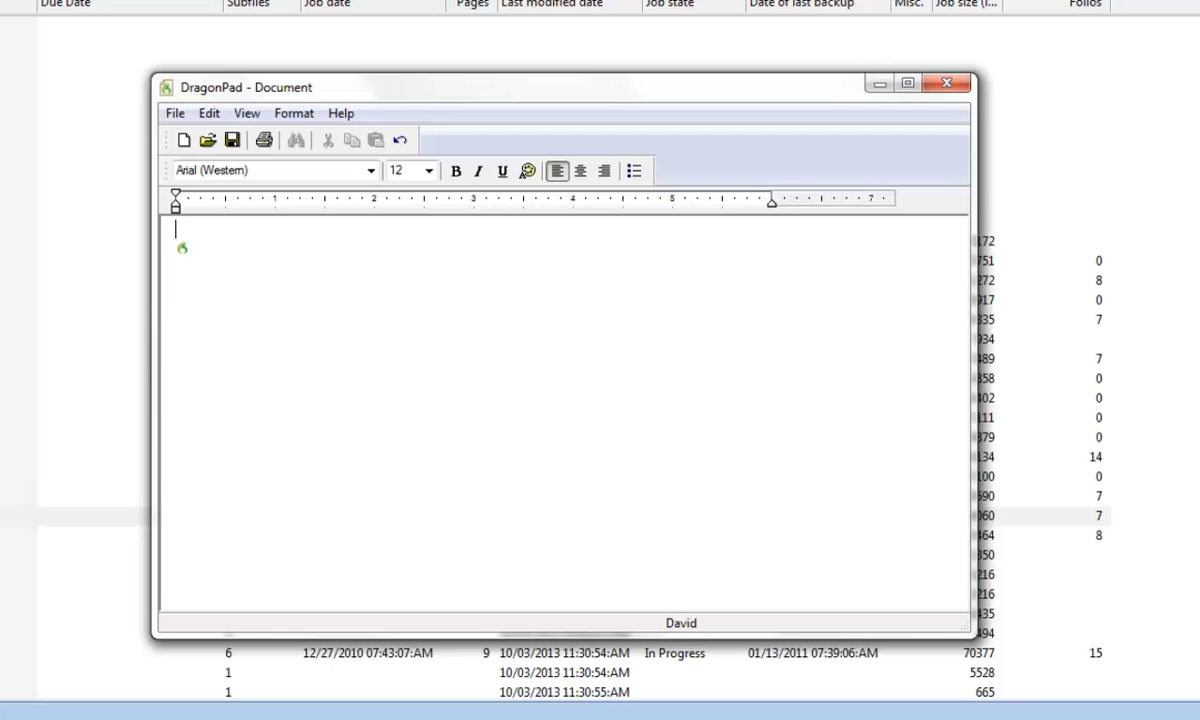 Due Date Subfiles Job date Pages Last modified date Job state Date of last backup Misc. Job size (I... Folios
DragonPad - Document
File Edit View Format Help
Arial (Western) 12 B I U
1 2 3 4 5 7
172
751 0
272 8
917 0
335 7
934
489 7
358 0
402 0
111 0
379 0
134 14
100 0
590 7
060 7
464 8
350
216
216
435
David
494
6 12/27/2010 07:43:07:AM 9 10/03/2013 11:30:54:AM In Progress 01/13/2011 07:39:06:AM 70377 15
1 10/03/2013 11:30:54:AM 5528
1 10/03/2013 11:30:55:AM 665